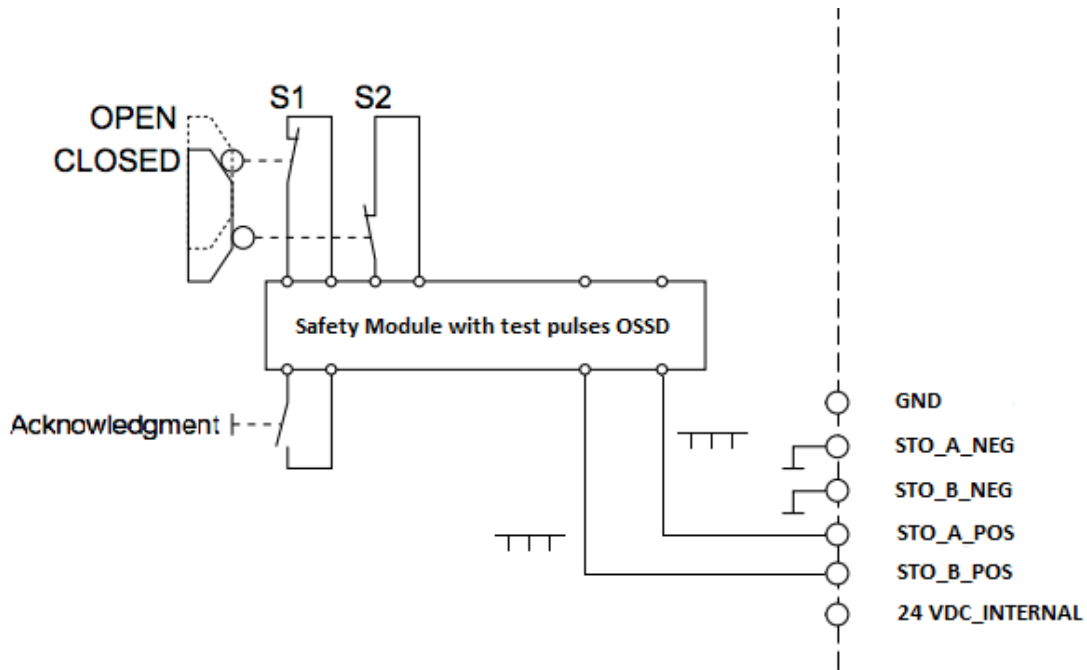 S1 S2
OPEN
CLOSED
Safety Module with test pulses OSSD
Acknowledgment
GND
STO_A_NEG
STO_B_NEG
STO_A_POS
STO_B_POS
24 VDC_INTERNAL